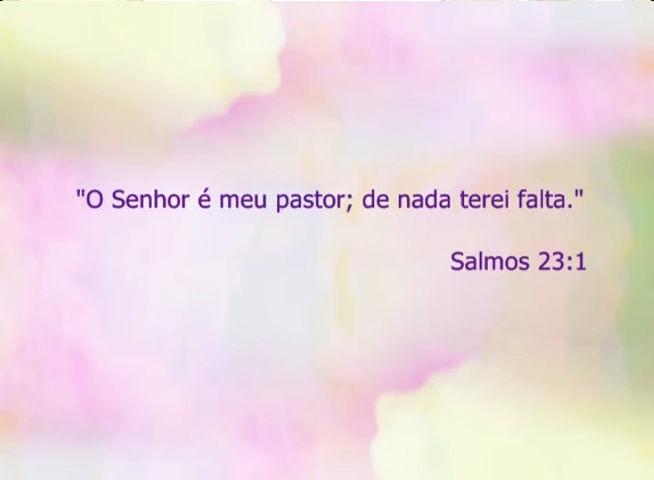 "O Senhor é meu pastor; de nada terei falta."
Salmos 23:1